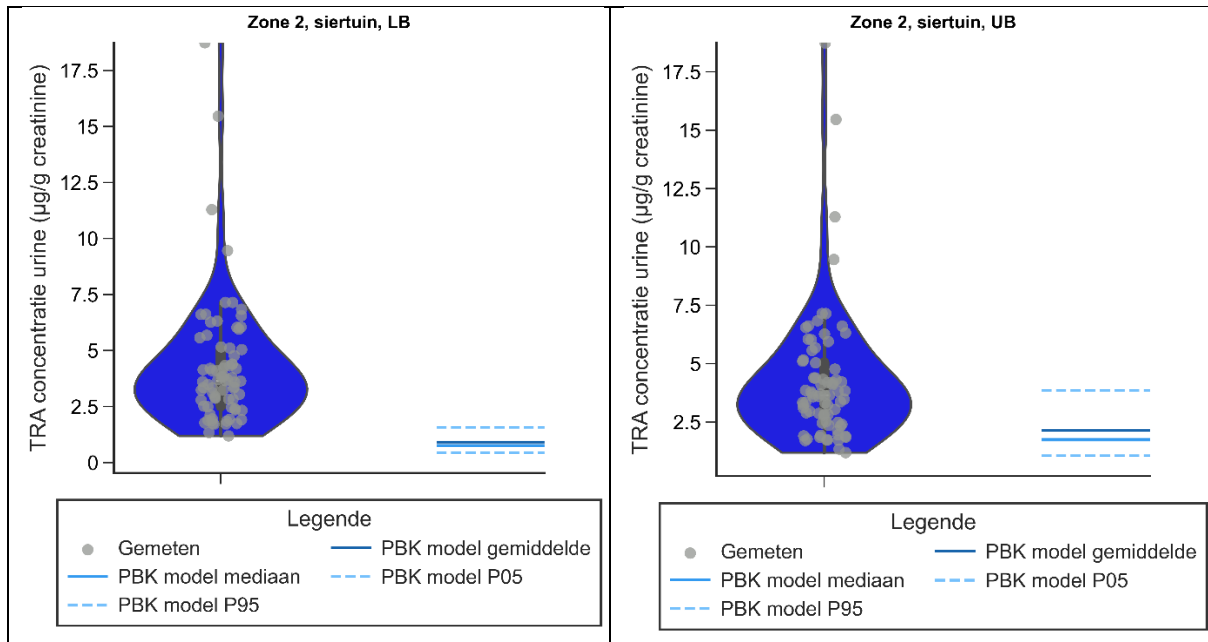 Zone 2, siertuin, LB
TRA concentratie urine (µg/g creatinine)
17.5
15
12.5
10
7.5
5
2.5
0
Legende
Gemeten
PBK model gemiddelde
PBK model mediaan
PBK model P05
PBK model P95
Zone 2, siertuin, UB
TRA concentratie urine (µg/g creatinine)
17.5
15
12.5
10
7.5
5
2.5
Legende
Gemeten
PBK model gemiddelde
PBK model mediaan
PBK model P05
PBK model P95